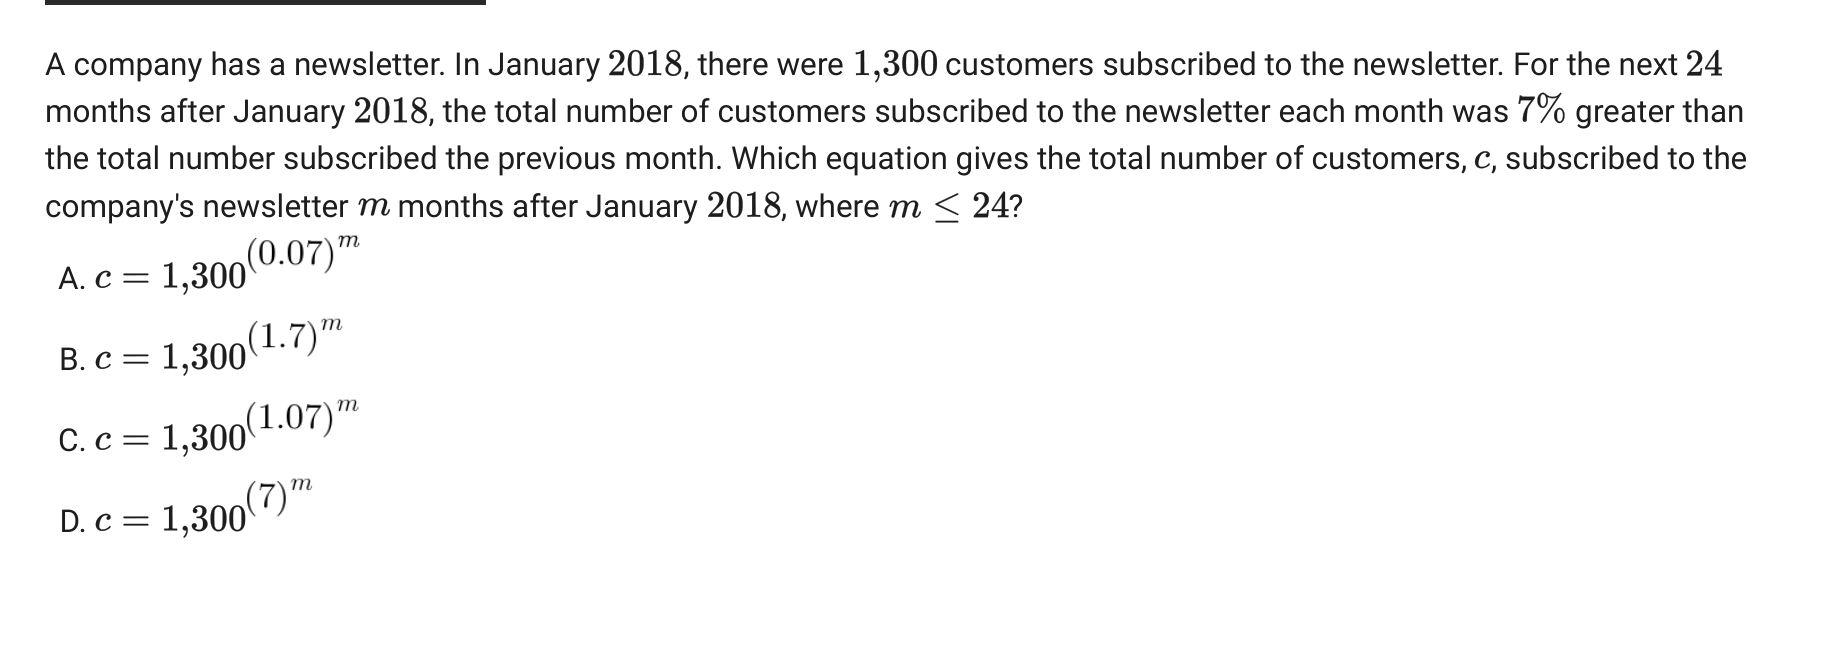 A company has a newsletter. In January 2018, there were 1,300 customers subscribed to the newsletter. For the next 24
months after January 2018, the total number of customers subscribed to the newsletter each month was 7% greater than
the total number subscribed the previous month. Which equation gives the total number of customers, c, subscribed to the
company's newsletter m months after January 2018, where m ≤ 24?
A. c = 1,300^{(0.07)^m}
B. c = 1,300^{(1.7)^m}
C. c = 1,300^{(1.07)^m}
D. c = 1,300^{(7)^m}